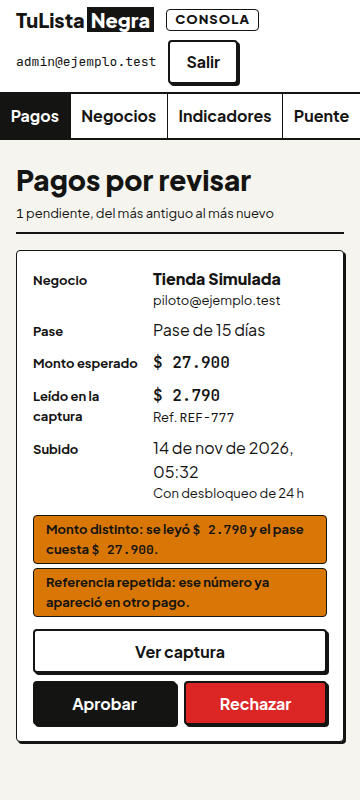 TuLista Negra CONSOLA
admin@ejemplo.test Salir
Pagos Negocios Indicadores Puente
Pagos por revisar
1 pendiente, del más antiguo al más nuevo
Negocio Tienda Simulada
piloto@ejemplo.test
Pase Pase de 15 días
Monto esperado $ 27.900
Leído en la captura $ 2.790
Ref. REF-777
Subido 14 de nov de 2026,
05:32
Con desbloqueo de 24 h
Monto distinto: se leyó $ 2.790 y el pase
cuesta $ 27.900.
Referencia repetida: ese número ya
apareció en otro pago.
Ver captura
Aprobar Rechazar